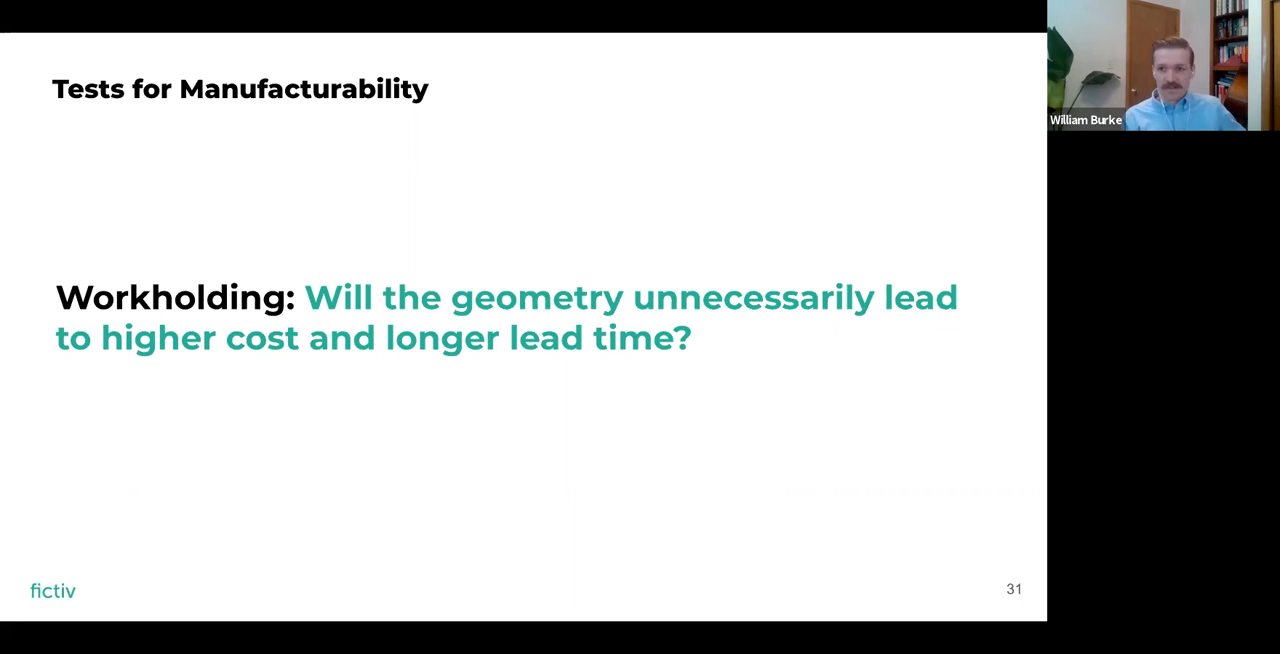 Tests for Manufacturability
William Burke
Workholding: Will the geometry unnecessarily lead
to higher cost and longer lead time?
fictiv
31